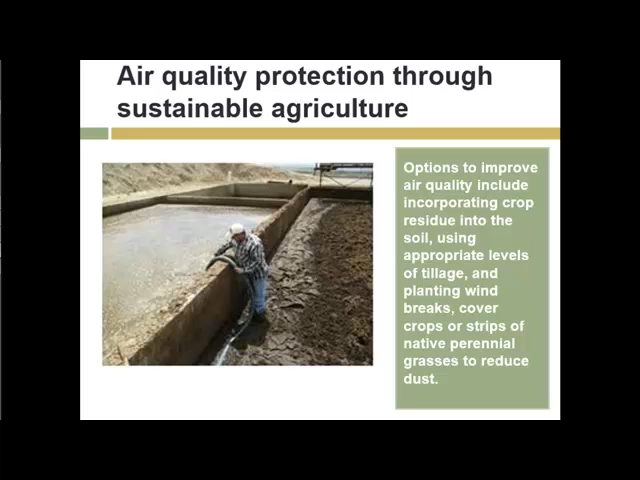 Air quality protection through
sustainable agriculture
Options to improve
air quality include
incorporating crop
residue into the
soil, using
appropriate levels
of tillage, and
planting wind
breaks, cover
crops or strips of
native perennial
grasses to reduce
dust.